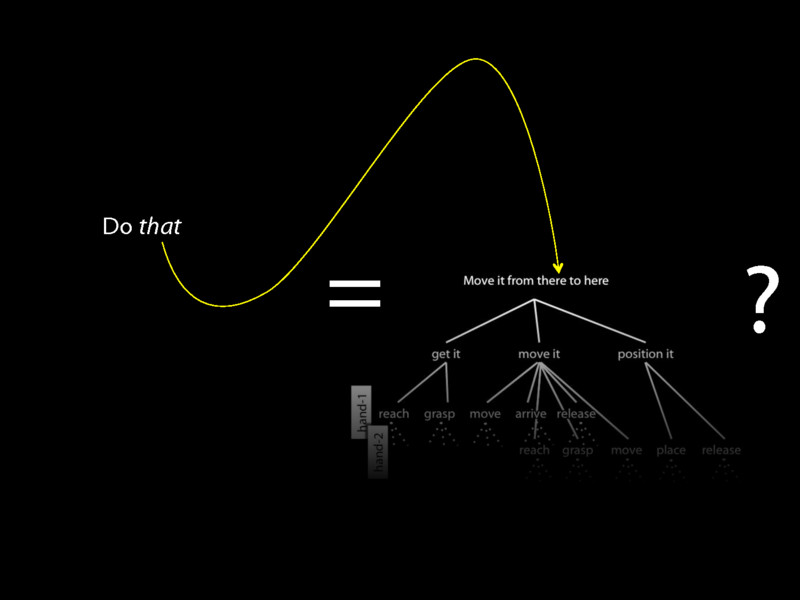 Do that
=
Move it from there to here
?
get it move it position it
hand-1
reach grasp move arrive release
hand-2
reach grasp move place release